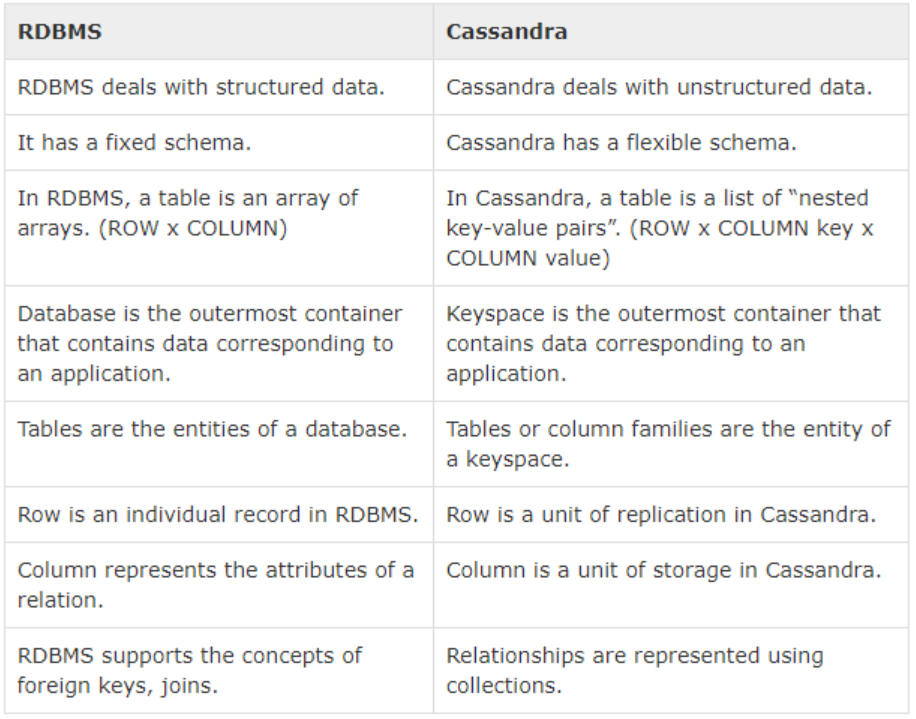 RDBMS
Cassandra
RDBMS deals with structured data.
Cassandra deals with unstructured data.
It has a fixed schema.
Cassandra has a flexible schema.
In RDBMS, a table is an array of
arrays. (ROW x COLUMN)
In Cassandra, a table is a list of “nested
key-value pairs”. (ROW x COLUMN key x
COLUMN value)
Database is the outermost container
that contains data corresponding to
an application.
Keyspace is the outermost container that
contains data corresponding to an
application.
Tables are the entities of a database.
Tables or column families are the entity of
a keyspace.
Row is an individual record in RDBMS.
Row is a unit of replication in Cassandra.
Column represents the attributes of a
relation.
Column is a unit of storage in Cassandra.
RDBMS supports the concepts of
foreign keys, joins.
Relationships are represented using
collections.